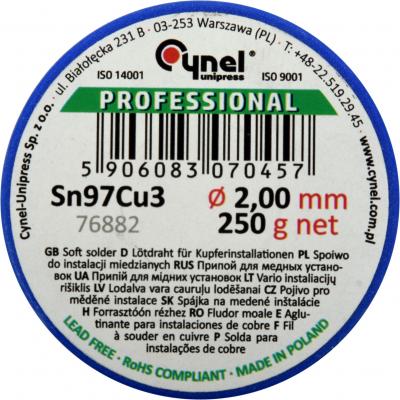 Cynel-Unipress Sp. z o.o. • ul. Białołęcka 231 B • 03-253 Warszawa (PL) • T:+48-22.519.29.45
www.cynel.com.pl
Cynel
unipress
ISO 14001
ISO 9001
PROFESSIONAL
5 906083 070457
Sn97Cu3 Ø 2,00 mm
76882 250 g net
GB Soft solder D Lötdraht für Kupferinstallationen PL Spoiwo
do instalacji miedzianych RUS Припой для медных устано-
вок UA Припій для мідних установок LT Vario instaliacijų
rišiklis LV Lodalva vara cauruļu lodēšanai CZ Pojivo pro
měděné instalace SK Spájka na medené inštalácie
H Forrasztóón rézhez RO Fludor moale E Aglu-
tinante para instalaciones de cobre F Fil
à souder en cuivre P Solda para
instalações de cobre
LEAD FREE • RoHS COMPLIANT • MADE IN POLAND